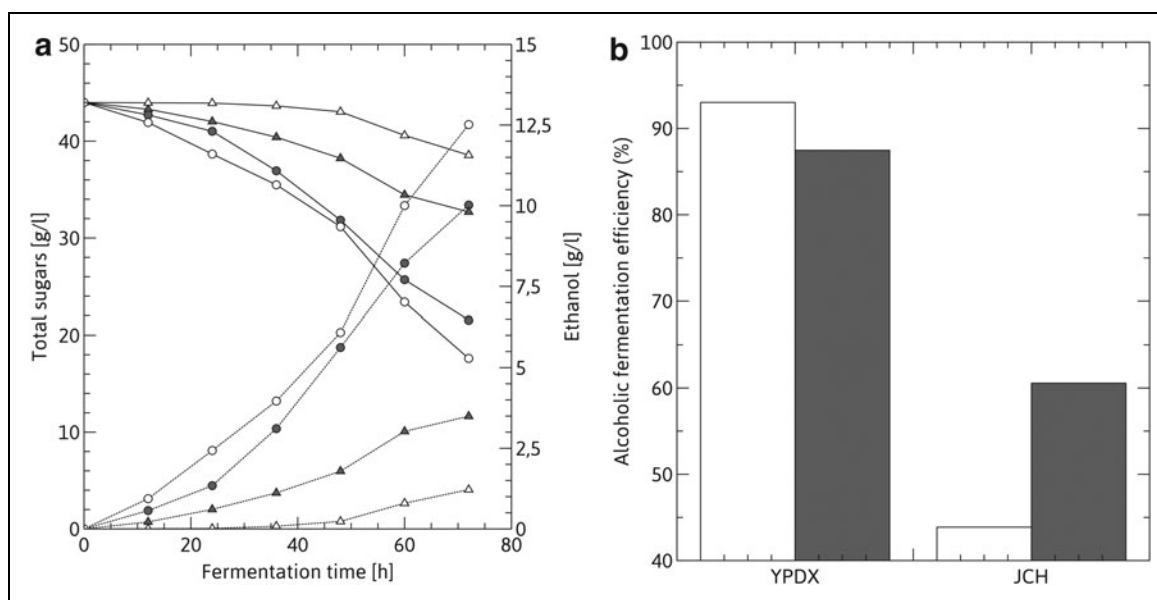 a
Total sugars [g/l]
50
40
30
20
10
0
15
12,5
10
7,5
5
2,5
0
Ethanol [g/l]
0 20 40 60 80
Fermentation time [h]
b
Alcoholic fermentation efficiency (%)
100
90
80
70
60
50
40
YPDX JCH